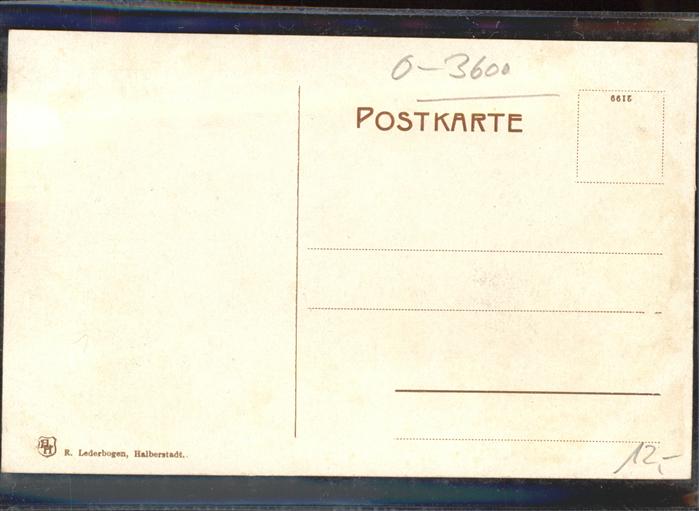 O-3600
POSTKARTE
3199
R. Lederbogen, Halberstadt.
12,-